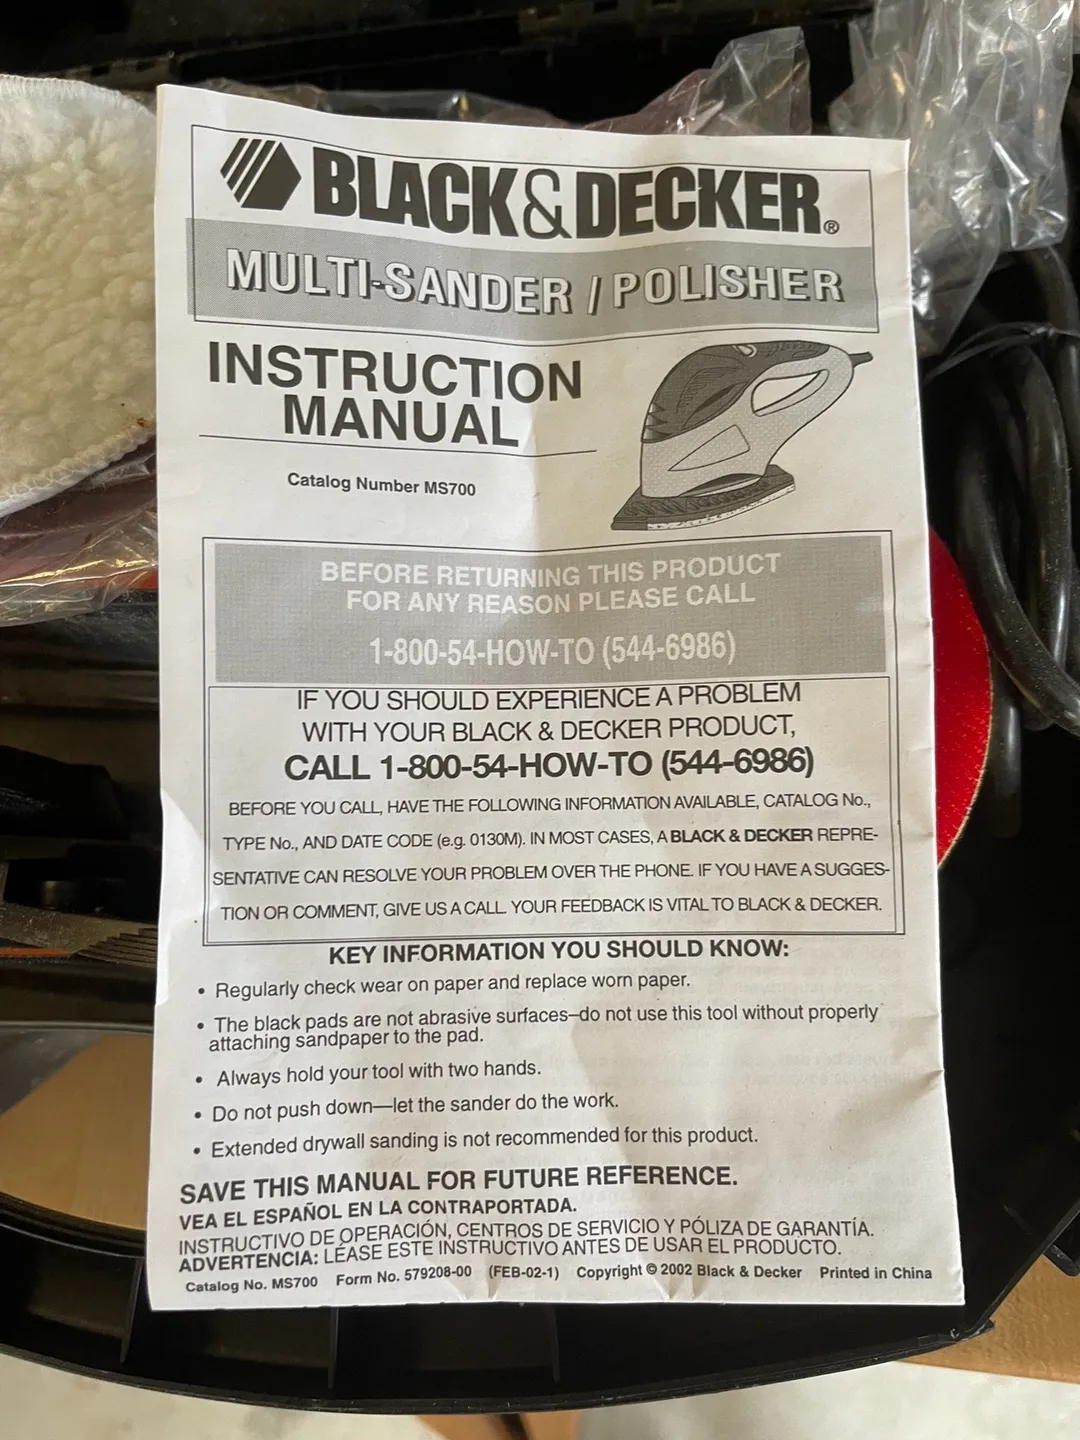 BLACK & DECKER®
MULTI-SANDER / POLISHER
INSTRUCTION
MANUAL
Catalog Number MS700
BEFORE RETURNING THIS PRODUCT
FOR ANY REASON PLEASE CALL
1-800-54-HOW-TO (544-6986)
IF YOU SHOULD EXPERIENCE A PROBLEM
WITH YOUR BLACK & DECKER PRODUCT,
CALL 1-800-54-HOW-TO (544-6986)
BEFORE YOU CALL, HAVE THE FOLLOWING INFORMATION AVAILABLE, CATALOG No.,
TYPE No., AND DATE CODE (e.g. 0130M). IN MOST CASES, A BLACK & DECKER REPRE-
SENTATIVE CAN RESOLVE YOUR PROBLEM OVER THE PHONE. IF YOU HAVE A SUGGES-
TION OR COMMENT, GIVE US A CALL. YOUR FEEDBACK IS VITAL TO BLACK & DECKER.
KEY INFORMATION YOU SHOULD KNOW:
• Regularly check wear on paper and replace worn paper.
• The black pads are not abrasive surfaces–do not use this tool without properly
attaching sandpaper to the pad.
• Always hold your tool with two hands.
• Do not push down—let the sander do the work.
• Extended drywall sanding is not recommended for this product.
SAVE THIS MANUAL FOR FUTURE REFERENCE.
VEA EL ESPAÑOL EN LA CONTRAPORTADA.
INSTRUCTIVO DE OPERACIÓN, CENTROS DE SERVICIO Y PÓLIZA DE GARANTÍA.
ADVERTENCIA: LÉASE ESTE INSTRUCTIVO ANTES DE USAR EL PRODUCTO.
Catalog No. MS700 Form No. 579208-00 (FEB-02-1) Copyright © 2002 Black & Decker Printed in China